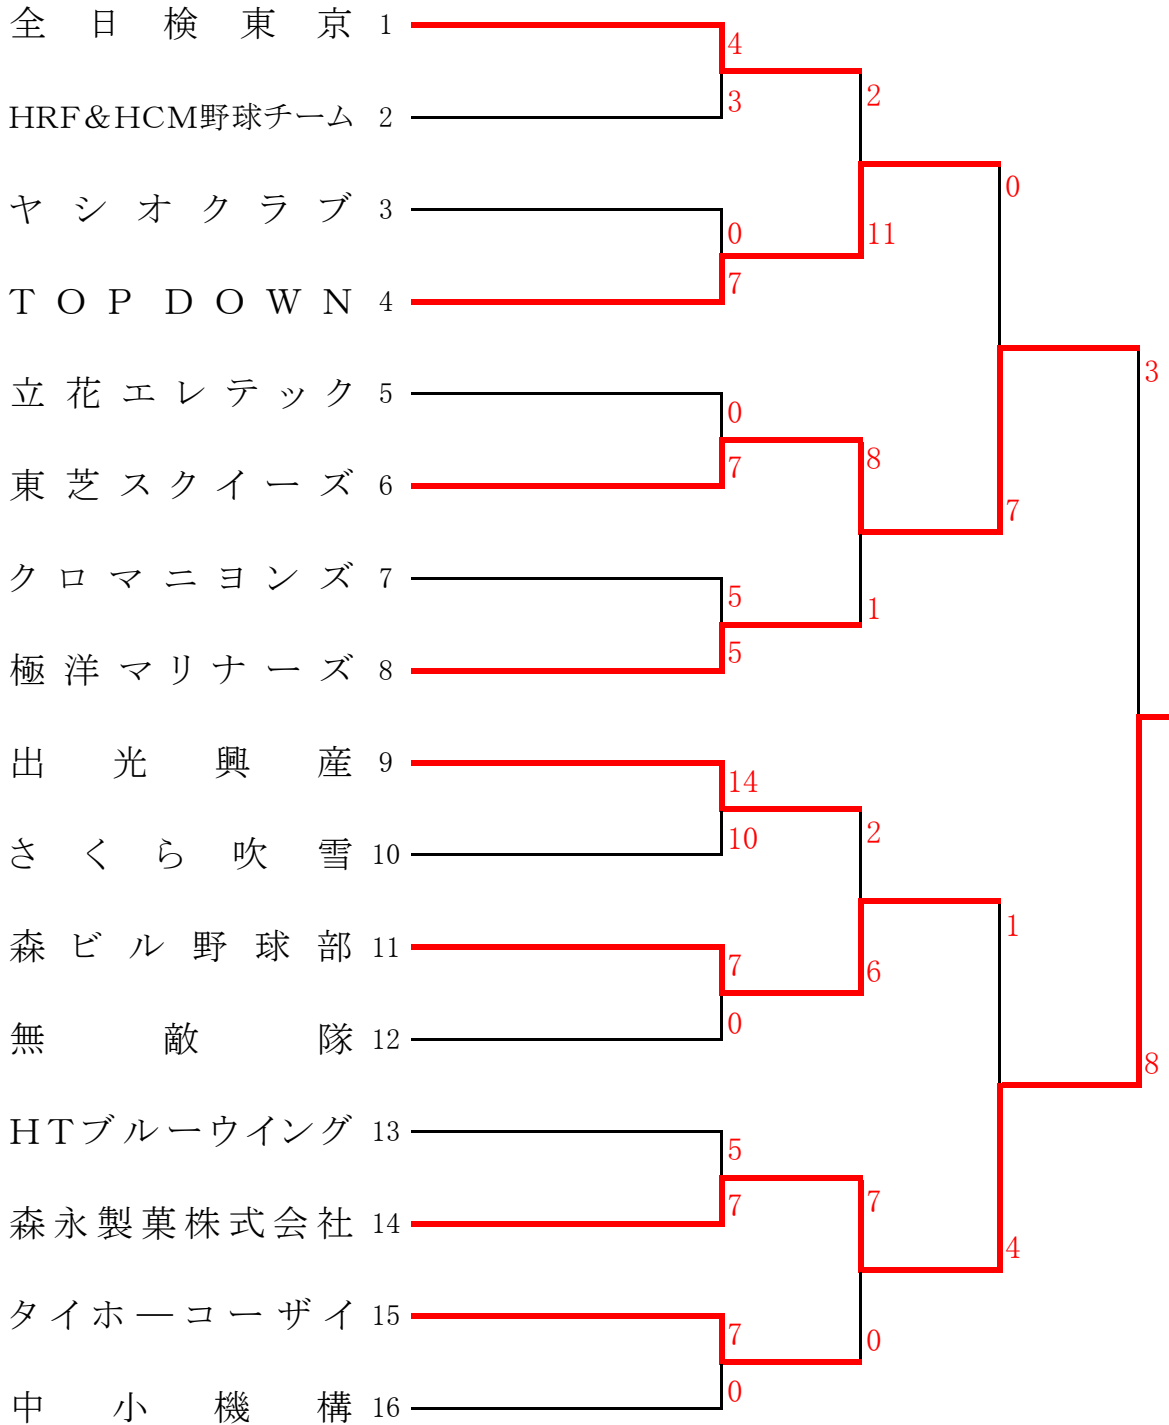 全日検東京 1
4
2
3
HRF＆HCM野球チーム 2
0
ヤシオクラブ 3
0
11
7
TOP DOWN 4
3
立花エレテック 5
0
8
7
東芝スクイーズ 6
7
クロマニヨンズ 7
5
1
5
極洋マリナーズ 8
出光興産 9
14
2
10
さくら吹雪 10
1
森ビル野球部 11
7
6
0
無敵隊 12
8
HTブルーウイング 13
5
7
7
森永製菓株式会社 14
4
タイホ―コーザイ 15
7
0
0
中小機構 16